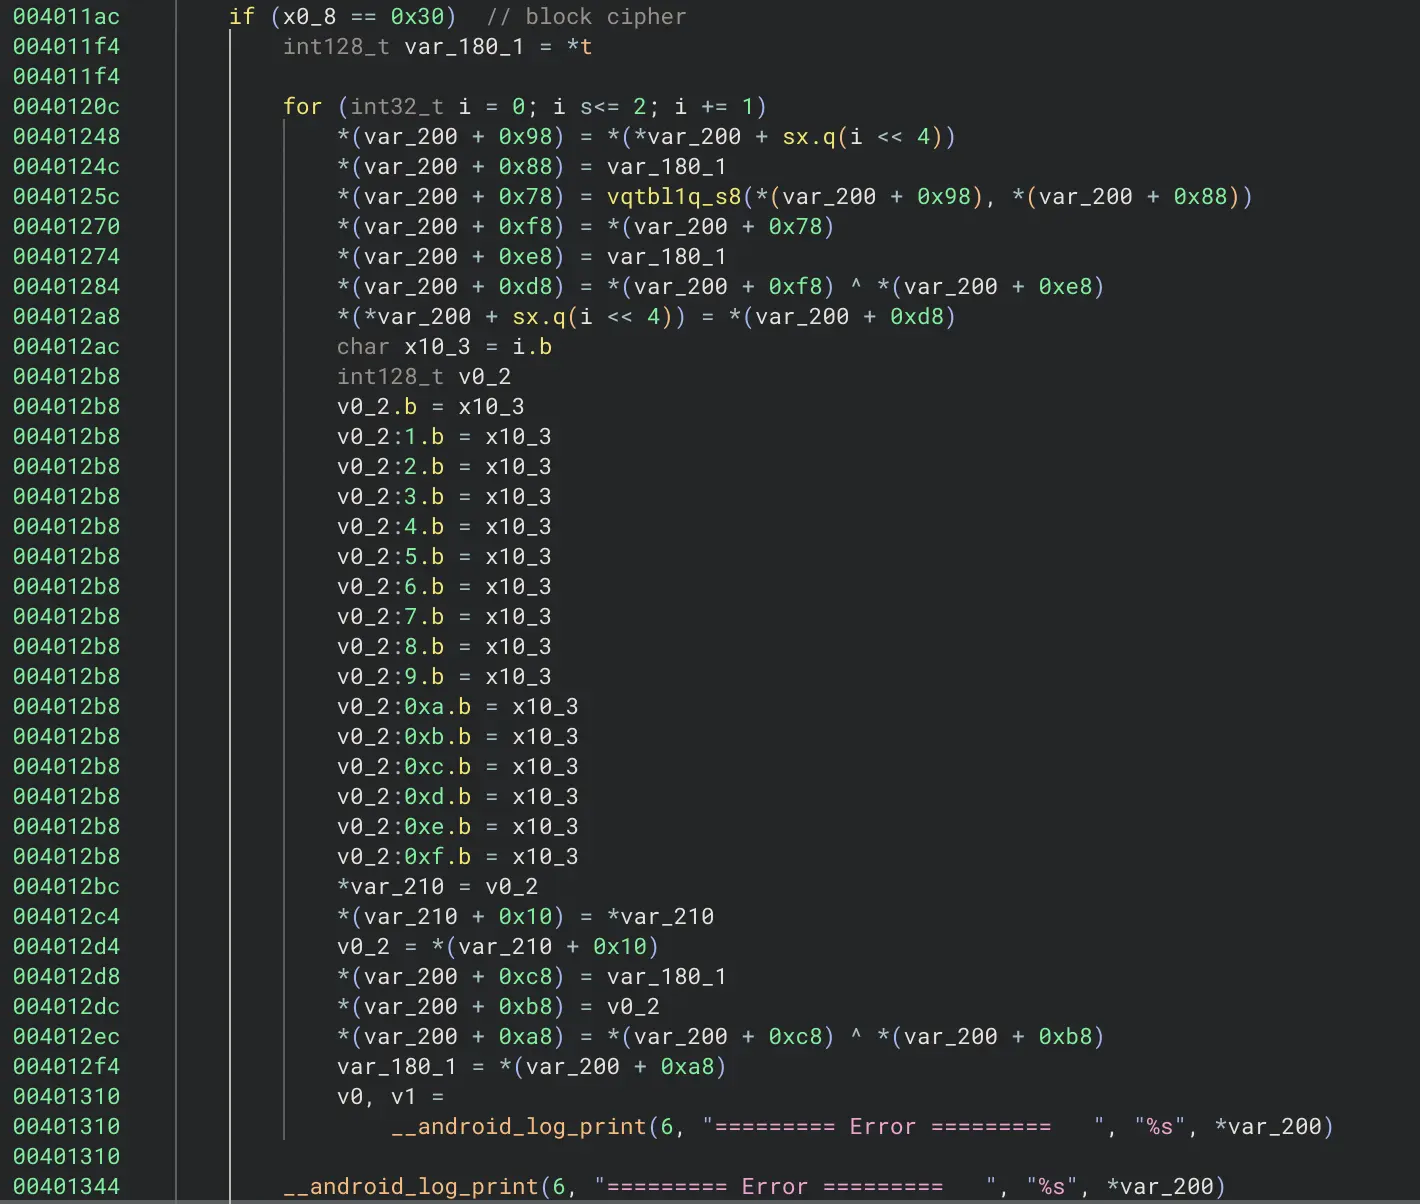 004011ac if (x0_8 == 0x30)  // block cipher
004011f4 int128_t var_180_1 = *t
004011f4
0040120c for (int32_t i = 0; i s<= 2; i += 1)
00401248 *(var_200 + 0x98) = *(*var_200 + sx.q(i << 4))
0040124c *(var_200 + 0x88) = var_180_1
0040125c *(var_200 + 0x78) = vqtbl1q_s8(*(var_200 + 0x98), *(var_200 + 0x88))
00401270 *(var_200 + 0xf8) = *(var_200 + 0x78)
00401274 *(var_200 + 0xe8) = var_180_1
00401284 *(var_200 + 0xd8) = *(var_200 + 0xf8) ^ *(var_200 + 0xe8)
004012a8 *(*var_200 + sx.q(i << 4)) = *(var_200 + 0xd8)
004012ac char x10_3 = i.b
004012b8 int128_t v0_2
004012b8 v0_2.b = x10_3
004012b8 v0_2:1.b = x10_3
004012b8 v0_2:2.b = x10_3
004012b8 v0_2:3.b = x10_3
004012b8 v0_2:4.b = x10_3
004012b8 v0_2:5.b = x10_3
004012b8 v0_2:6.b = x10_3
004012b8 v0_2:7.b = x10_3
004012b8 v0_2:8.b = x10_3
004012b8 v0_2:9.b = x10_3
004012b8 v0_2:0xa.b = x10_3
004012b8 v0_2:0xb.b = x10_3
004012b8 v0_2:0xc.b = x10_3
004012b8 v0_2:0xd.b = x10_3
004012b8 v0_2:0xe.b = x10_3
004012b8 v0_2:0xf.b = x10_3
004012bc *var_210 = v0_2
004012c4 *(var_210 + 0x10) = *var_210
004012d4 v0_2 = *(var_210 + 0x10)
004012d8 *(var_200 + 0xc8) = var_180_1
004012dc *(var_200 + 0xb8) = v0_2
004012ec *(var_200 + 0xa8) = *(var_200 + 0xc8) ^ *(var_200 + 0xb8)
004012f4 var_180_1 = *(var_200 + 0xa8)
00401310 v0, v1 =
00401310 __android_log_print(6, "========= Error =========   ", "%s", *var_200)
00401310
00401344 __android_log_print(6, "========= Error =========   ", "%s", *var_200)